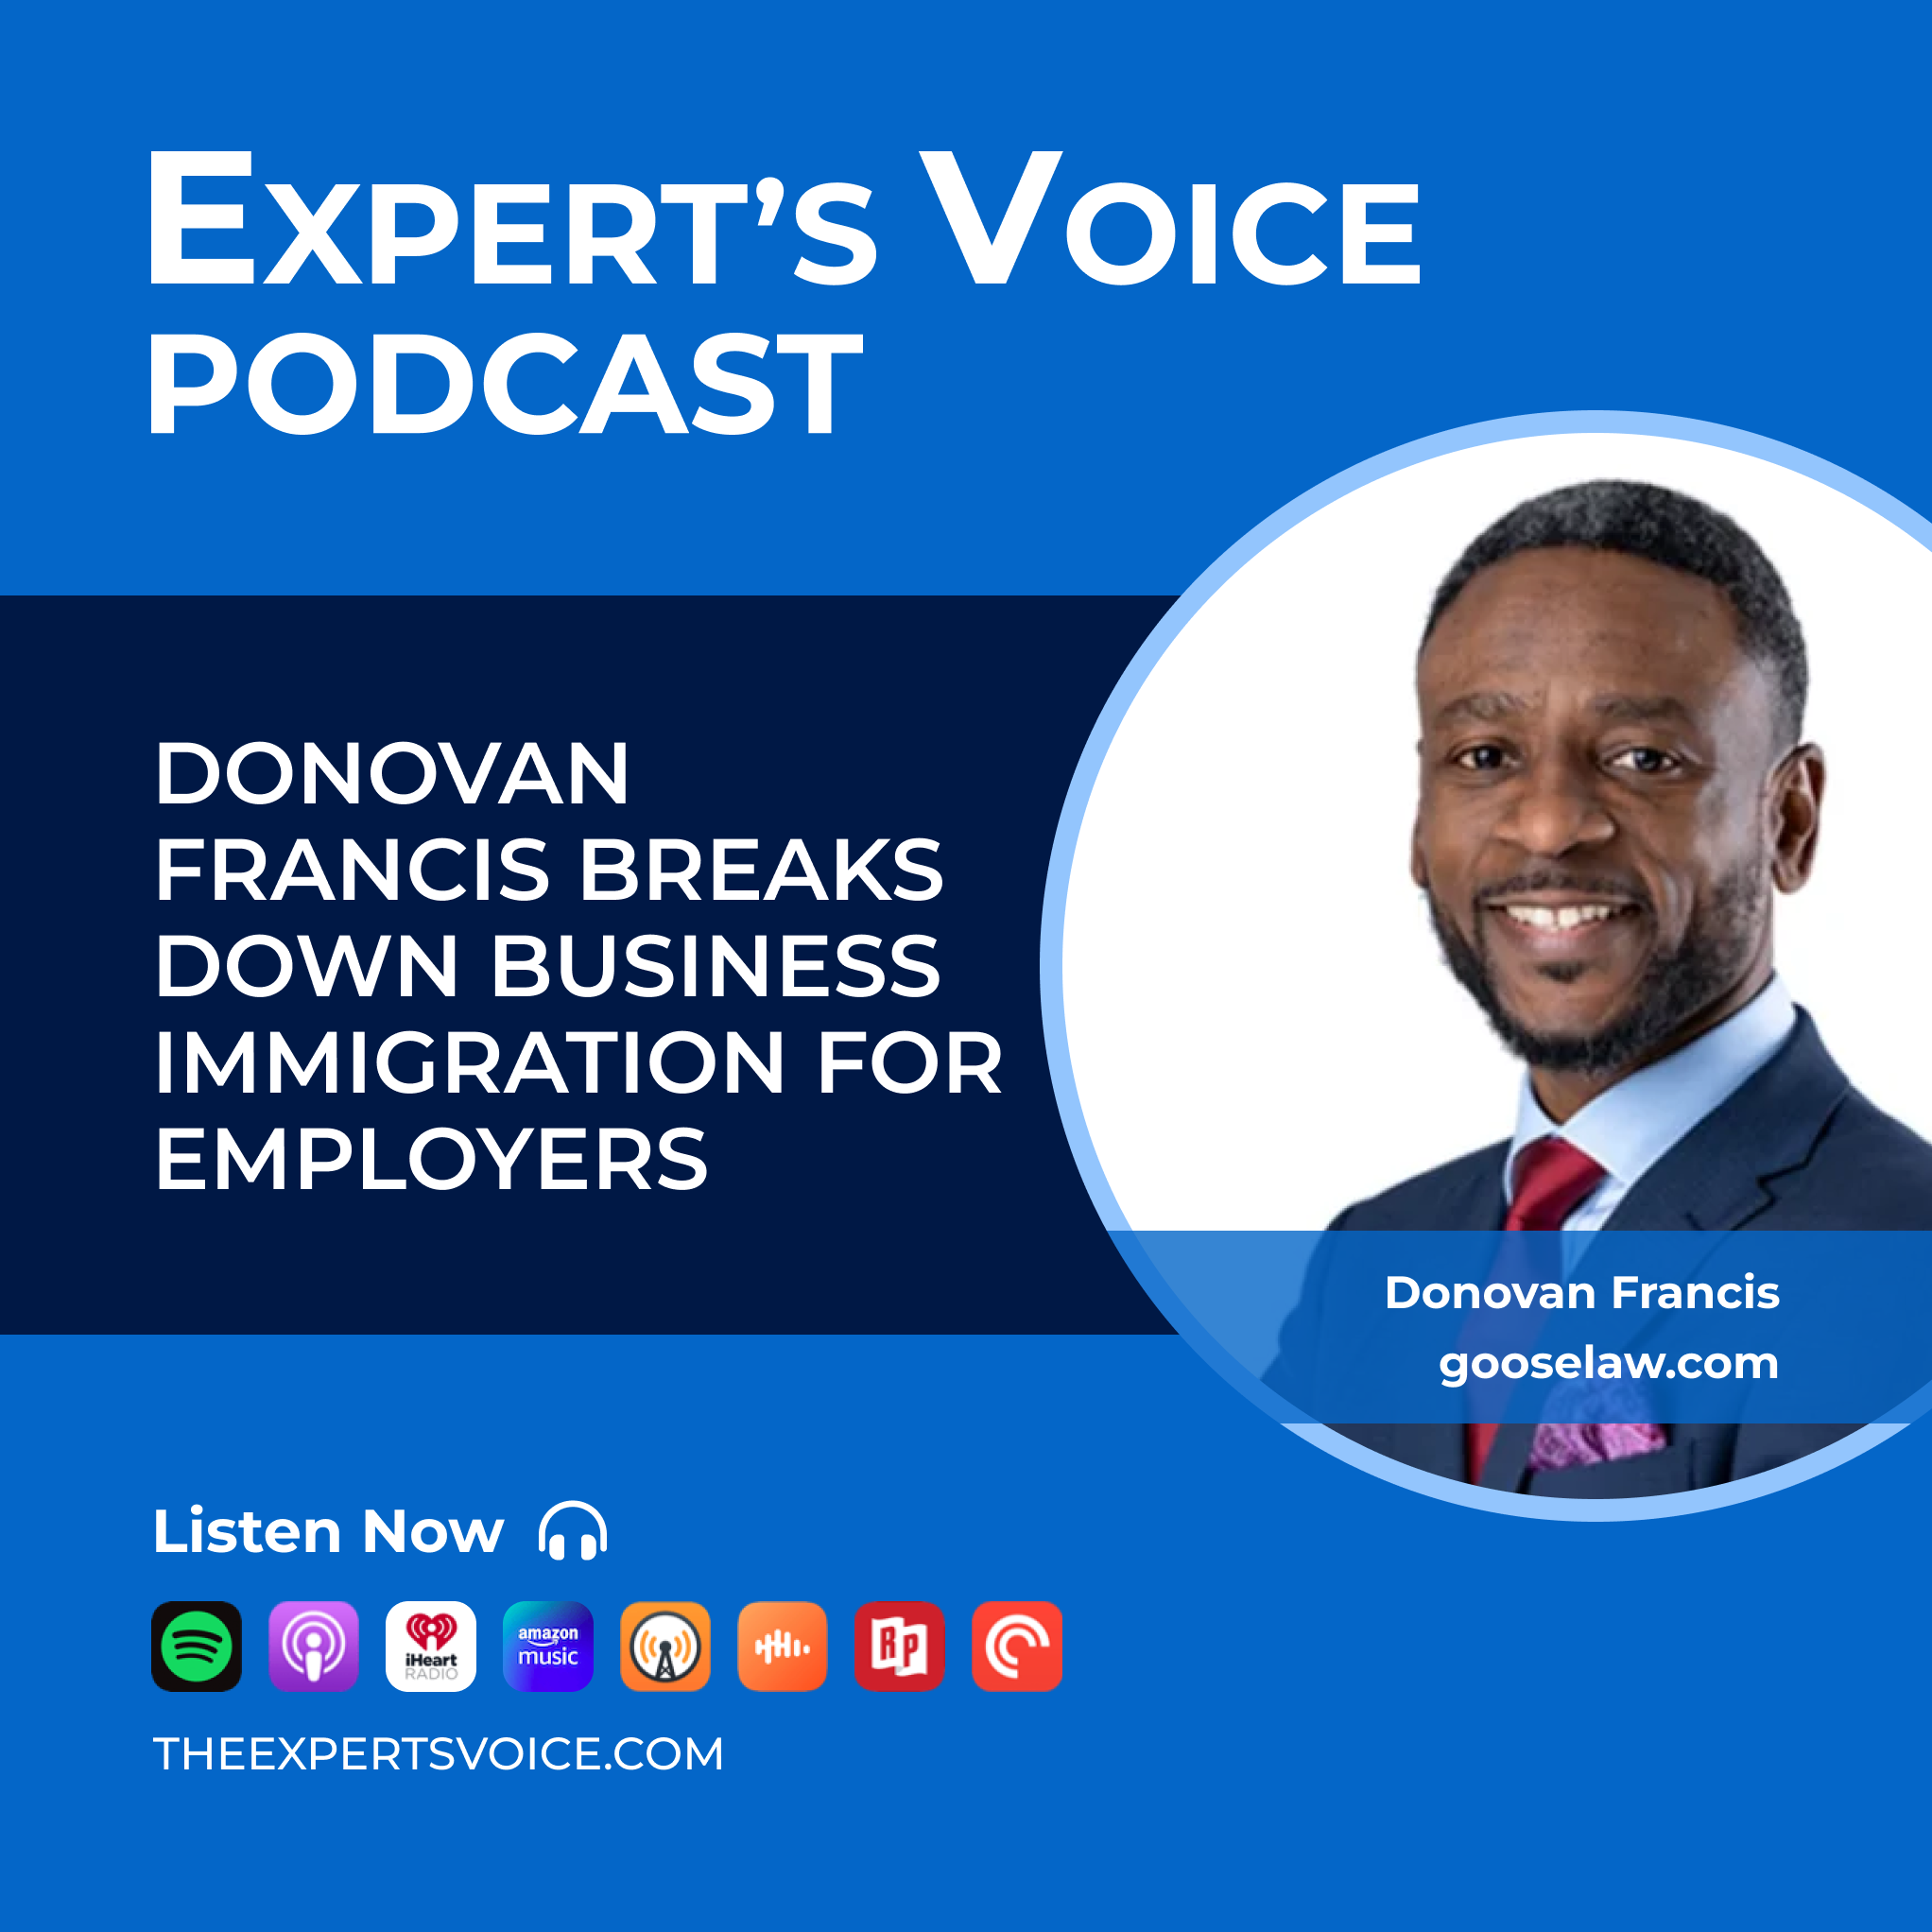 EXPERT’S VOICE
PODCAST
DONOVAN
FRANCIS BREAKS
DOWN BUSINESS
IMMIGRATION FOR
EMPLOYERS
Donovan Francis
gooselaw.com
Listen Now
iHeart
RADIO
amazon
music
RP
THEEXPERTSVOICE.COM